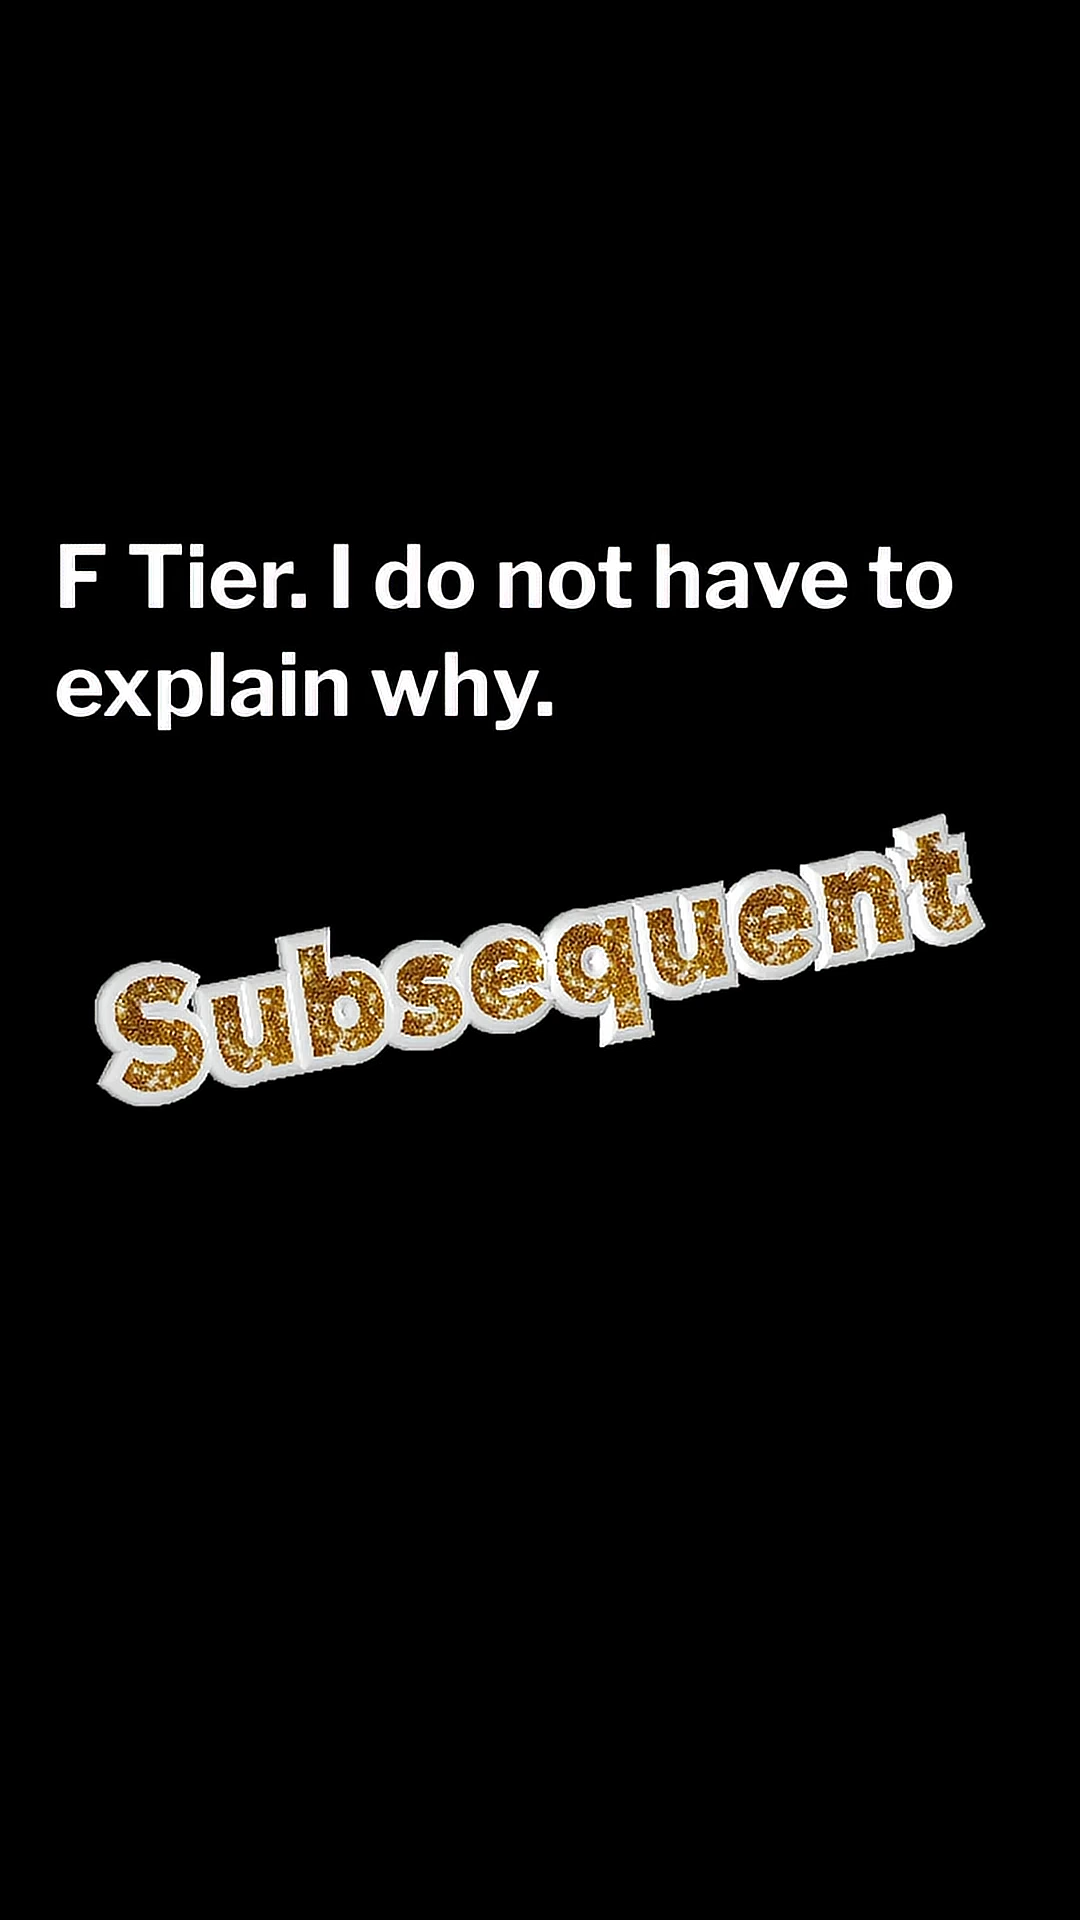 F Tier. I do not have to
explain why.
Subsequent